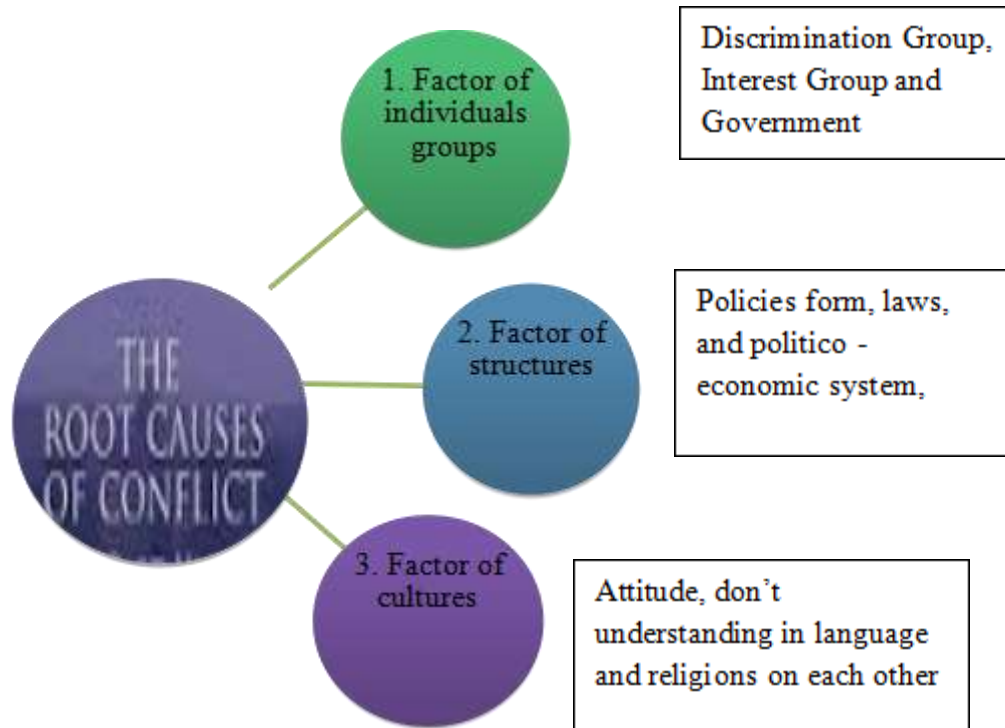 Discrimination Group,
Interest Group and
Government
1. Factor of
individuals
groups
Policies form, laws,
and politico -
economic system,
2. Factor of
structures
THE
ROOT CAUSES
OF CONFLICT
3. Factor of
cultures
Attitude, don’t
understanding in language
and religions on each other